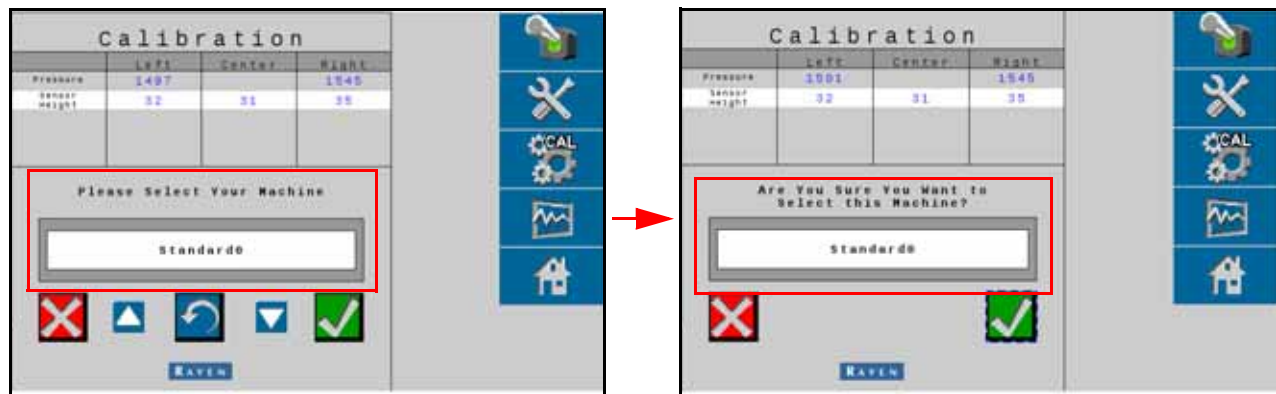 Calibration
Left Center Right
Pressure 1497 1545
Sensor Height 32 31 35
Please Select Your Machine
Standard0
RAVEN
CAL
Calibration
Left Center Right
Pressure 1501 1545
Sensor Height 32 31 35
Are You Sure You Want to
Select this Machine?
Standard0
RAVEN
CAL